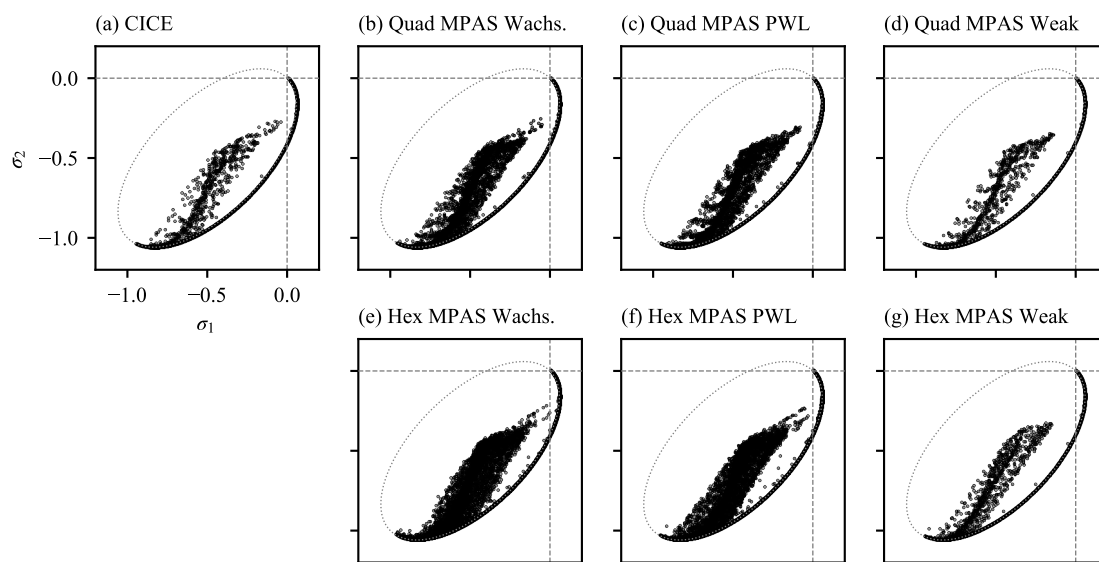 (a) CICE
(b) Quad MPAS Wachs.
(c) Quad MPAS PWL
(d) Quad MPAS Weak
0.0
−0.5
−1.0
σ2
−1.0
−0.5
0.0
σ1
(e) Hex MPAS Wachs.
(f) Hex MPAS PWL
(g) Hex MPAS Weak